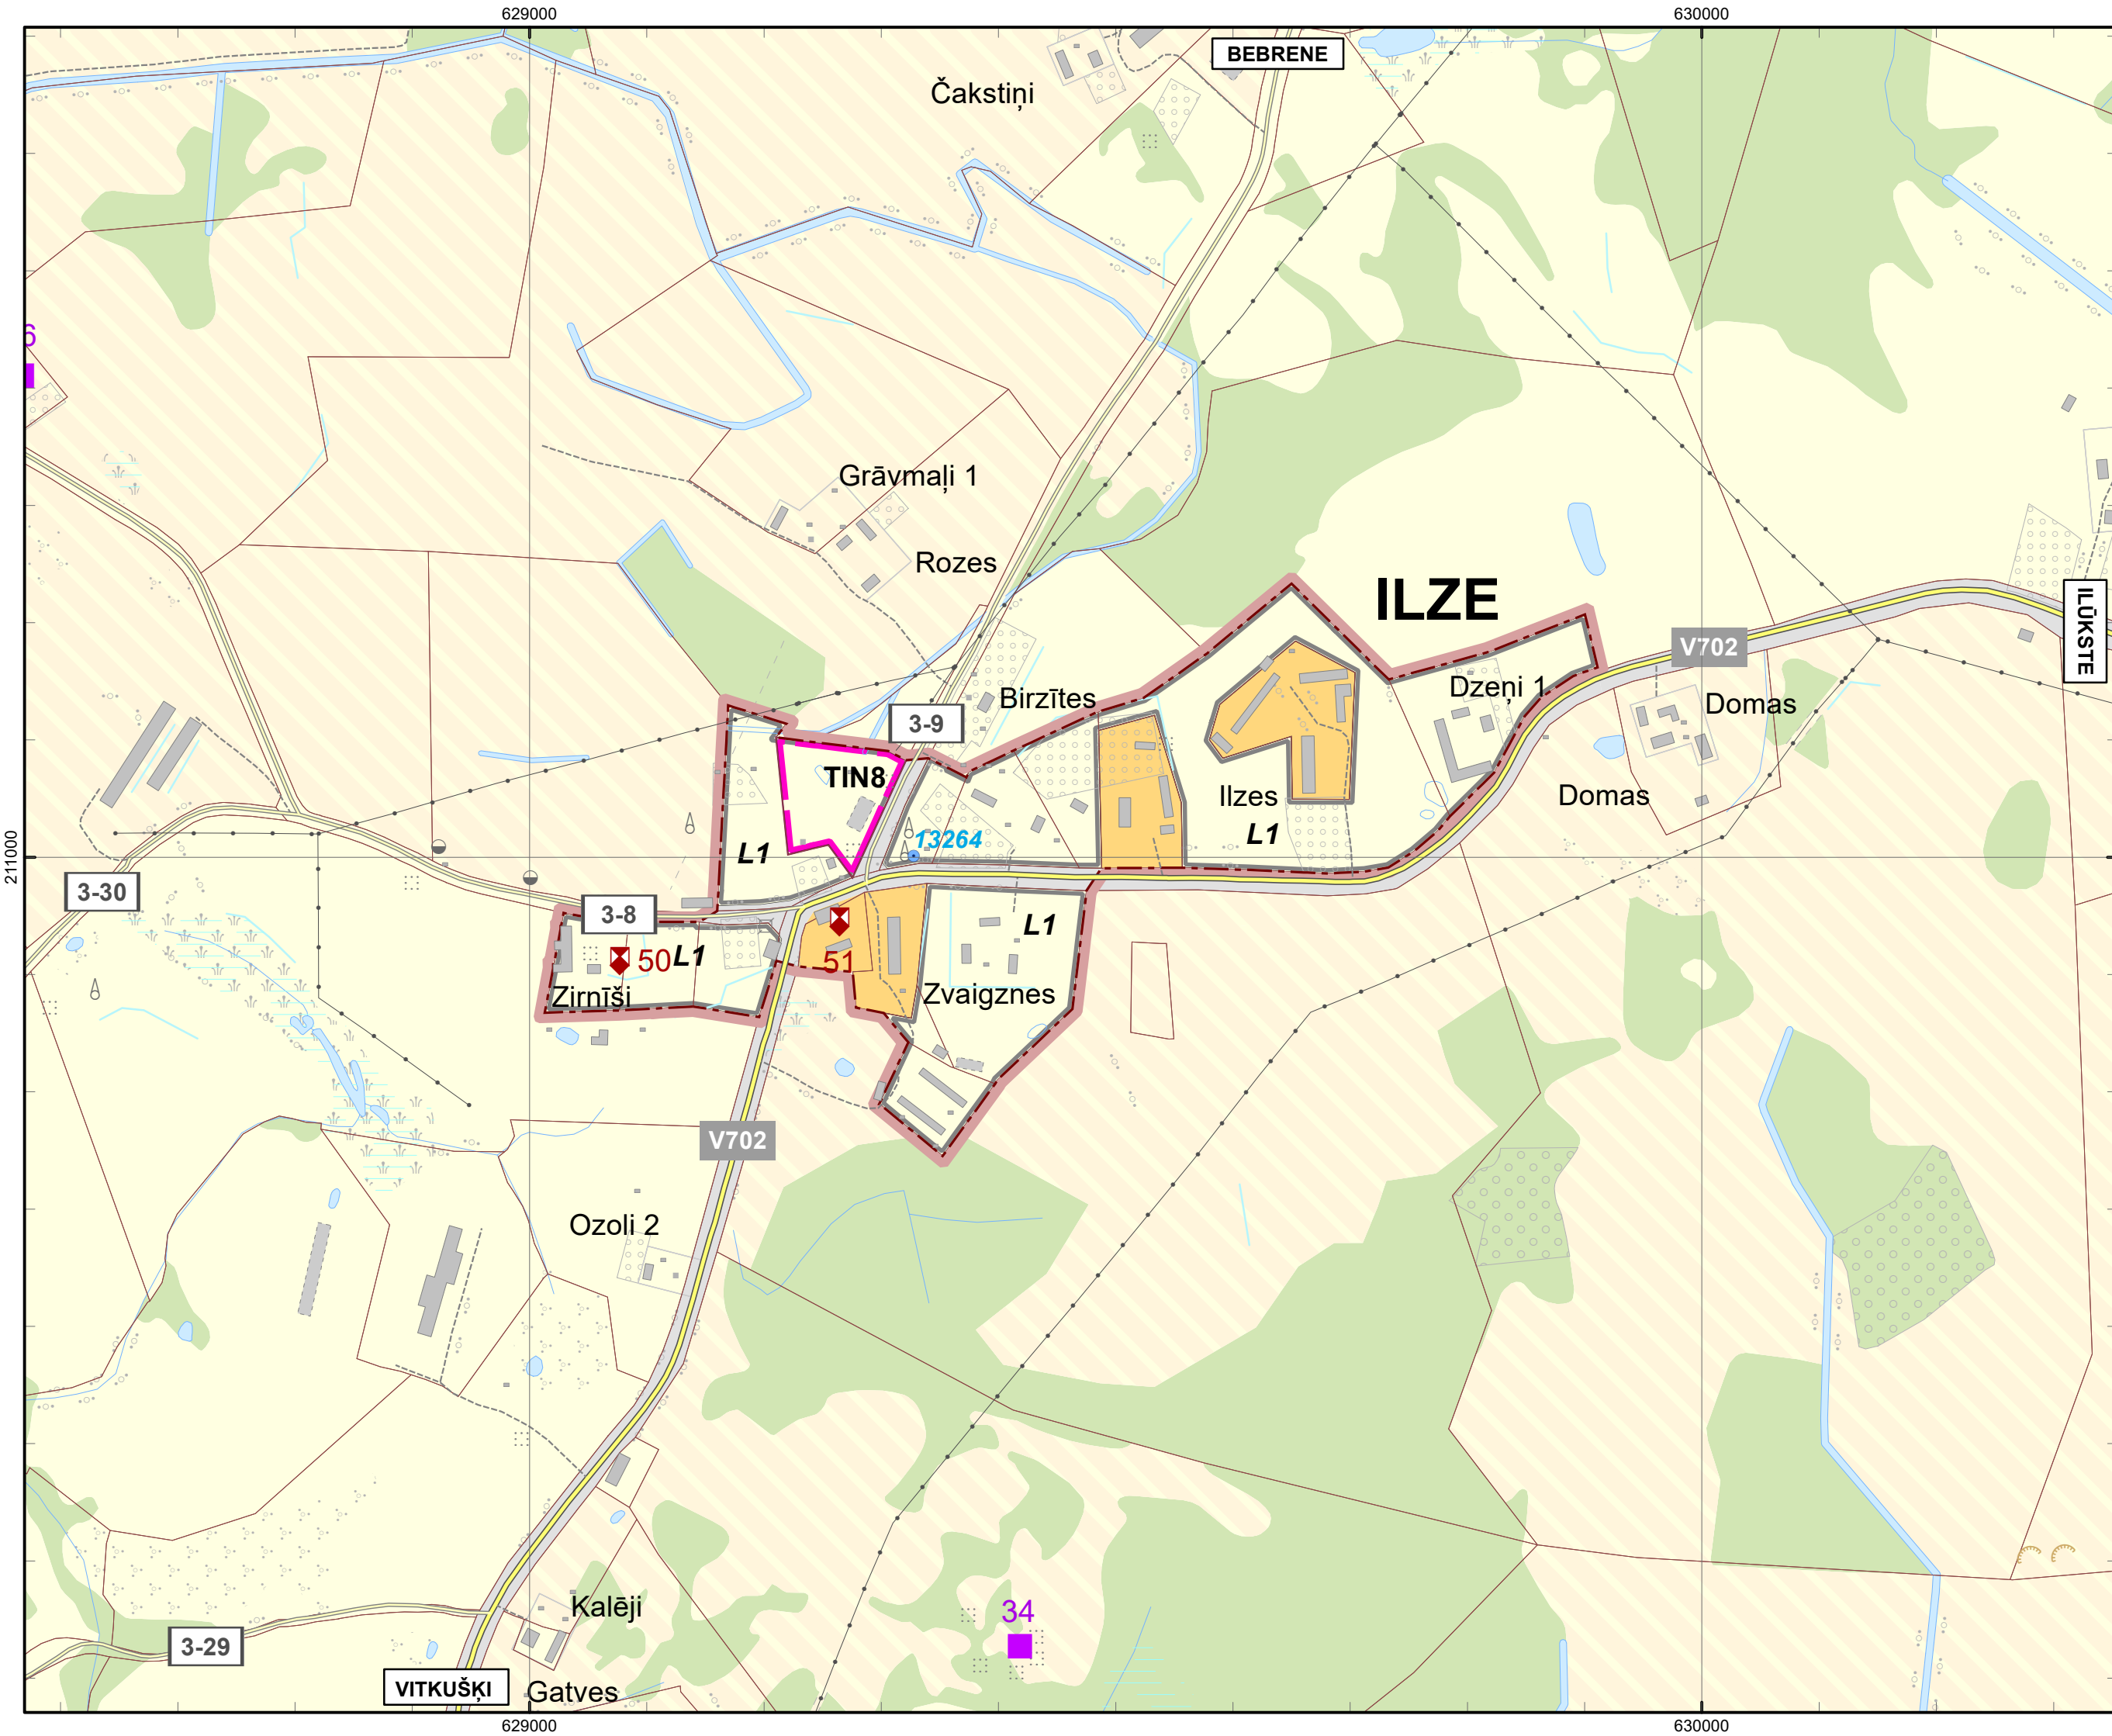 629000
630000
BEBRENE
Čakstiņi
6
Grāvmaļi 1
Rozes
ILZE
ILŪKSTE
V702
Birzītes
Dzeņi 1
Domas
3-9
TIN8
Ilzes
Domas
L1
13264
L1
211000
3-30
3-8
L1
50
L1
51
Zirnīši
Zvaigznes
V702
Ozoli 2
Kalēji
34
3-29
VITKUŠĶI
Gatves
629000
630000